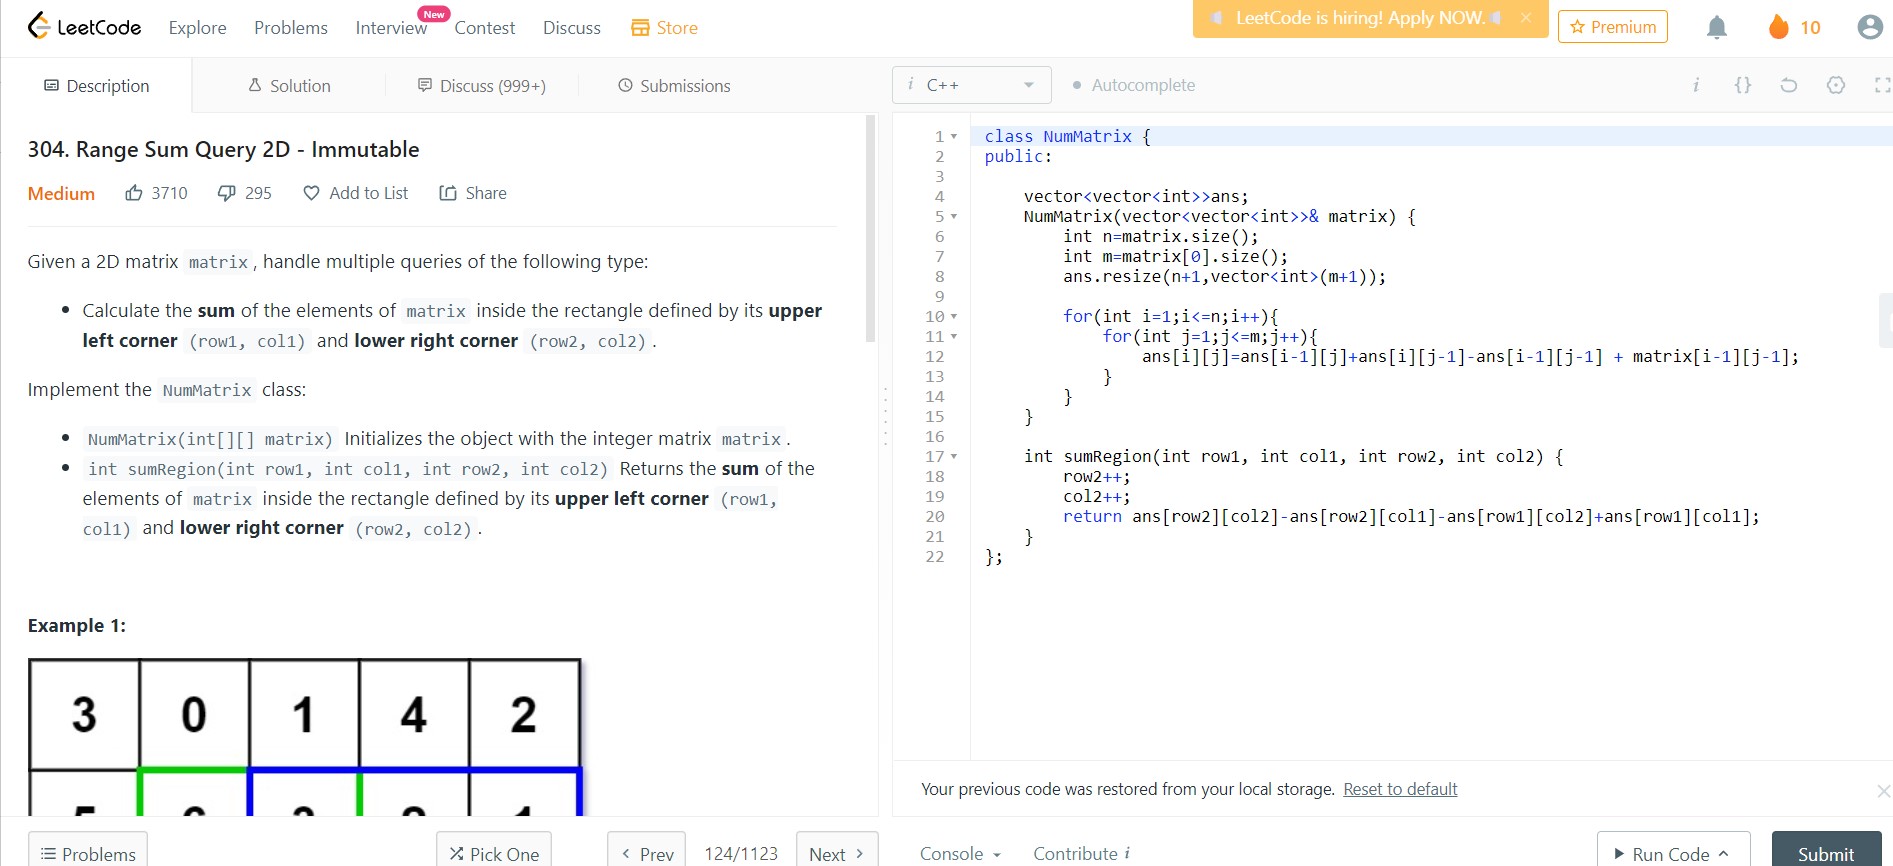 LeetCode Explore Problems Interview New Contest Discuss Store LeetCode is hiring! Apply NOW. × Premium 10
Description Solution Discuss (999+) Submissions
304. Range Sum Query 2D - Immutable
Medium 3710 295 Add to List Share
Given a 2D matrix matrix, handle multiple queries of the following type:
• Calculate the sum of the elements of matrix inside the rectangle defined by its upper
left corner (row1, col1) and lower right corner (row2, col2).
Implement the NumMatrix class:
• NumMatrix(int[][] matrix) Initializes the object with the integer matrix matrix.
• int sumRegion(int row1, int col1, int row2, int col2) Returns the sum of the
elements of matrix inside the rectangle defined by its upper left corner (row1,
col1) and lower right corner (row2, col2).
Example 1:
3 0 1 4 2
Problems Pick One < Prev 124/1123 Next >
i C++ Autocomplete i {}
1 class NumMatrix {
2 public:
3
4 vector<vector<int>>ans;
5 NumMatrix(vector<vector<int>>& matrix) {
6 int n=matrix.size();
7 int m=matrix[0].size();
8 ans.resize(n+1,vector<int>(m+1));
9
10 for(int i=1;i<=n;i++){
11 for(int j=1;j<=m;j++){
12 ans[i][j]=ans[i-1][j]+ans[i][j-1]-ans[i-1][j-1] + matrix[i-1][j-1];
13 }
14 }
15 }
16
17 int sumRegion(int row1, int col1, int row2, int col2) {
18 row2++;
19 col2++;
20 return ans[row2][col2]-ans[row2][col1]-ans[row1][col2]+ans[row1][col1];
21 }
22 };
Your previous code was restored from your local storage. Reset to default ×
Console Contribute i Run Code Submit